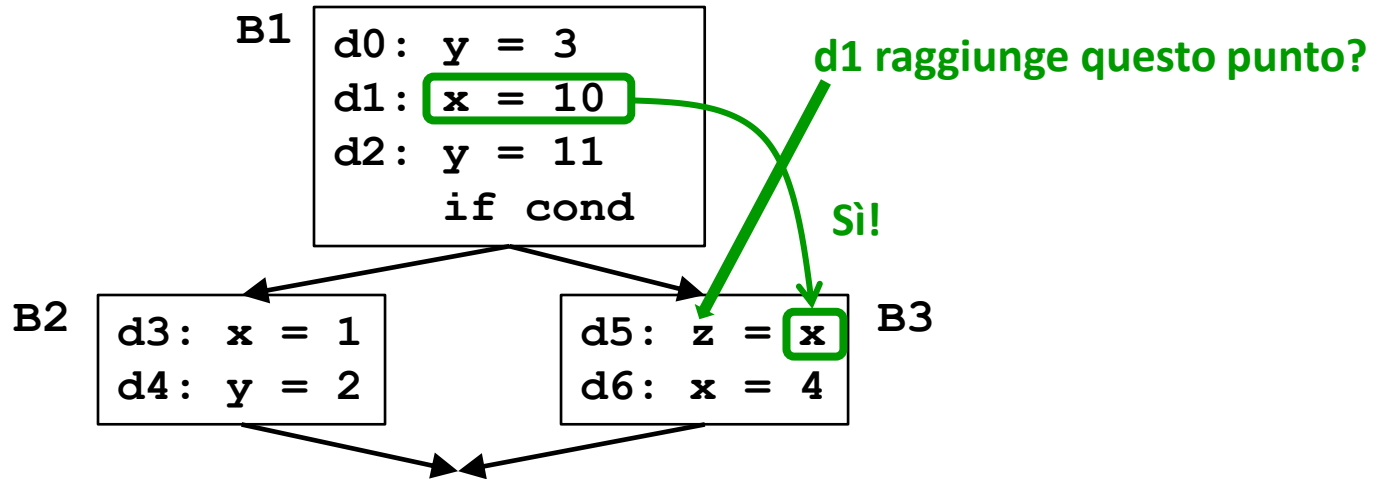 B1
d0: y = 3
d1: x = 10
d2: y = 11
if cond
d1 raggiunge questo punto?
Sì!
B2
d3: x = 1
d4: y = 2
d5: z = x
d6: x = 4
B3